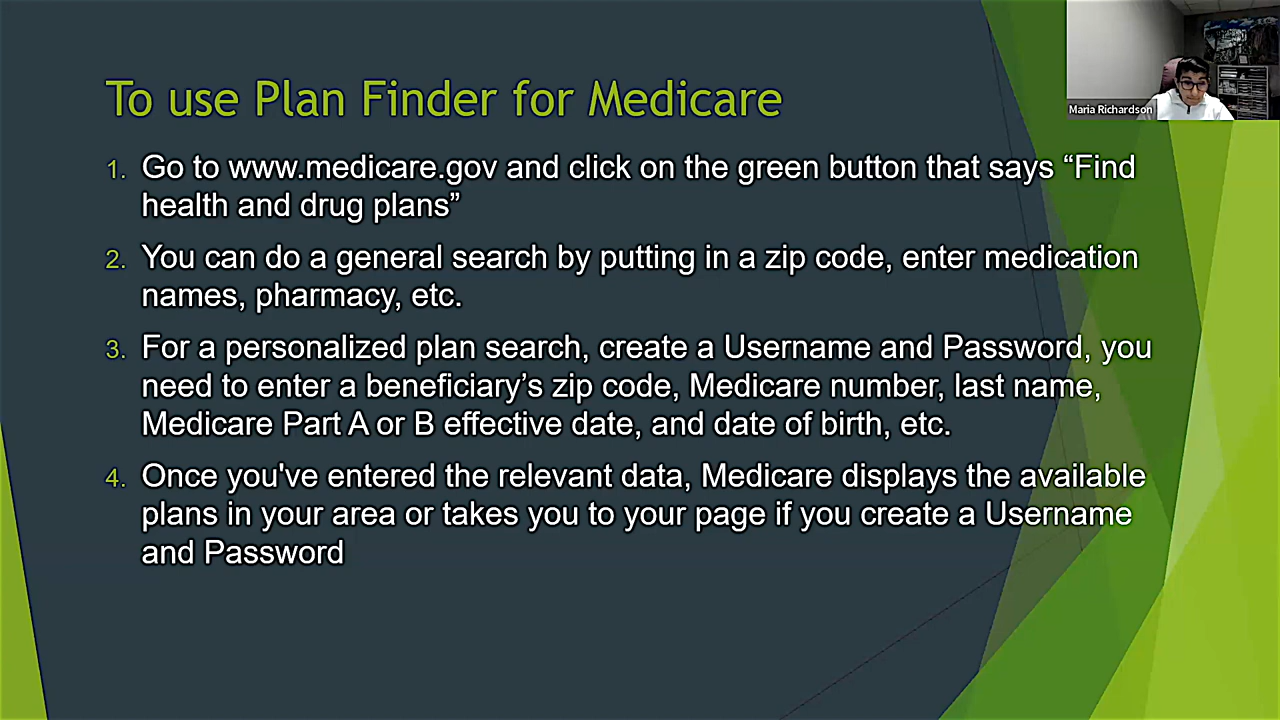 To use Plan Finder for Medicare
Maria Richardson
1. Go to www.medicare.gov and click on the green button that says “Find
health and drug plans”
2. You can do a general search by putting in a zip code, enter medication
names, pharmacy, etc.
3. For a personalized plan search, create a Username and Password, you
need to enter a beneficiary’s zip code, Medicare number, last name,
Medicare Part A or B effective date, and date of birth, etc.
4. Once you've entered the relevant data, Medicare displays the available
plans in your area or takes you to your page if you create a Username
and Password